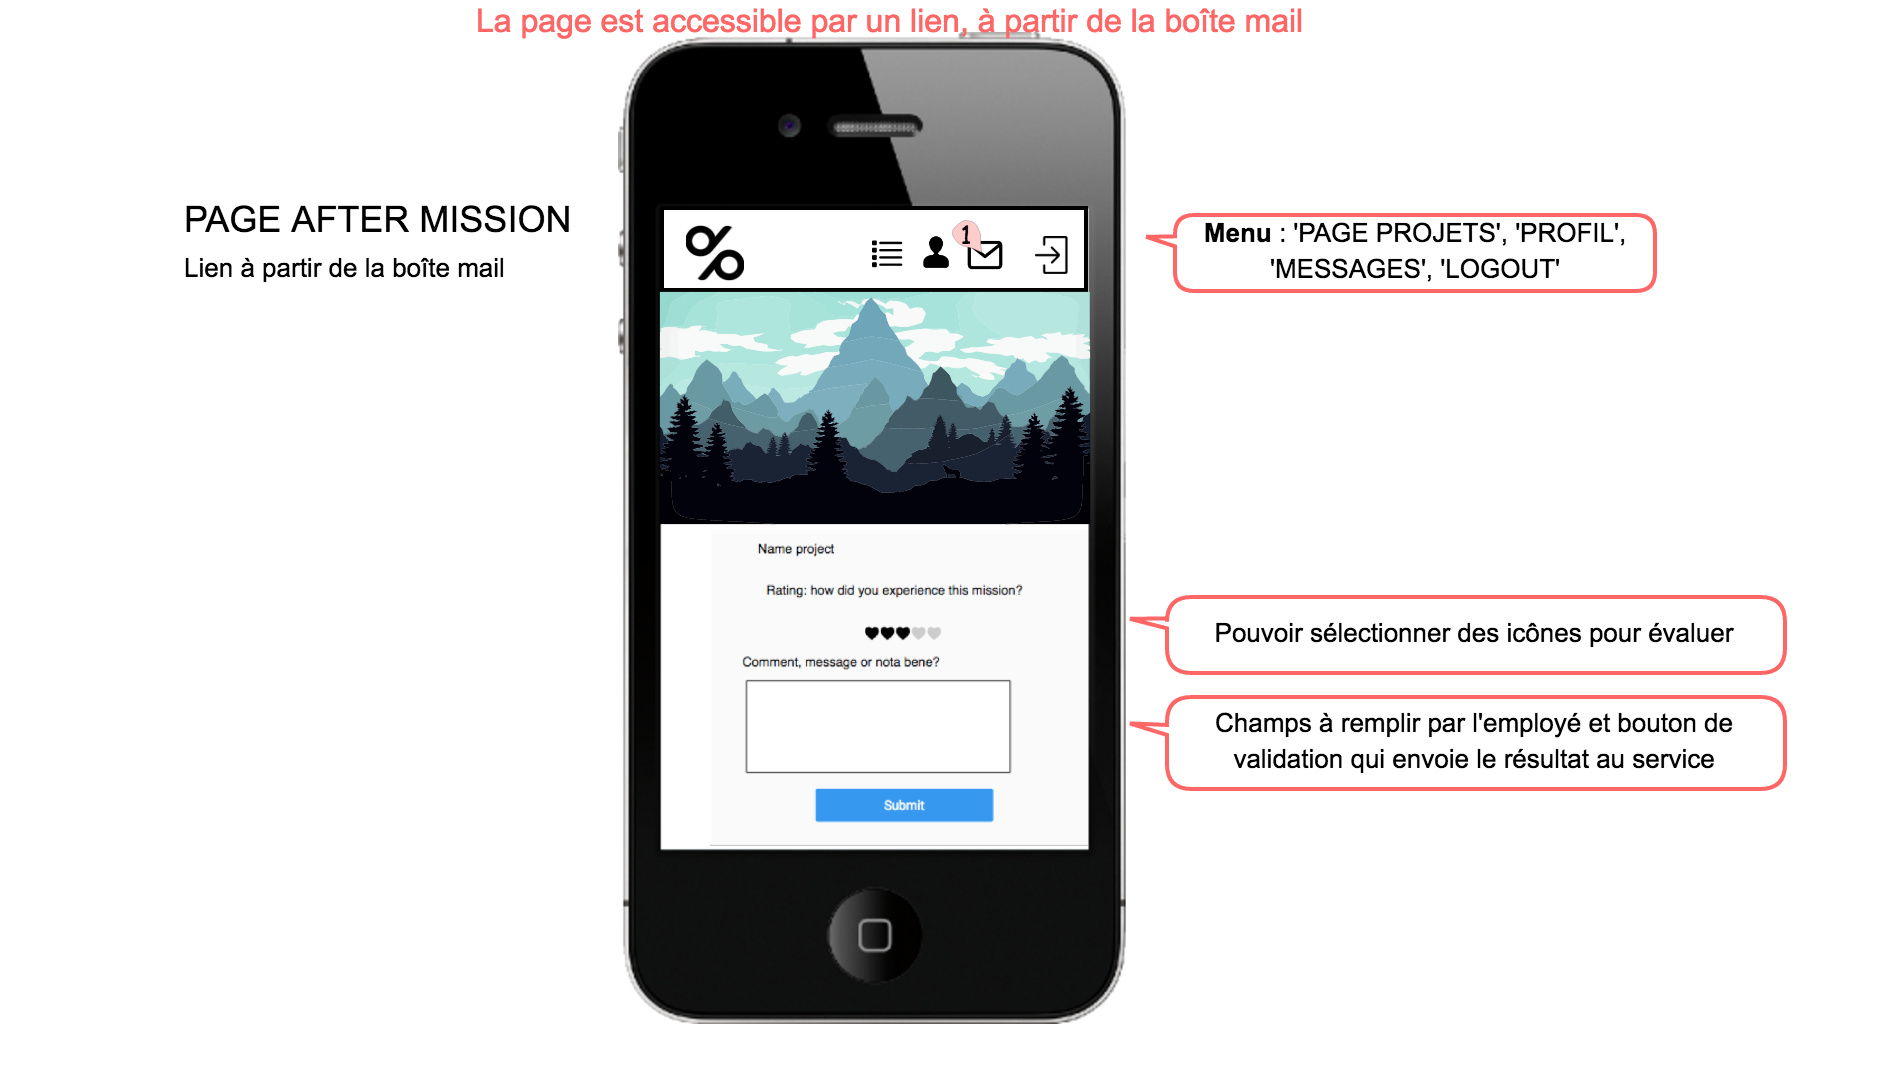 La page est accessible par un lien, à partir de la boîte mail
PAGE AFTER MISSION
Lien à partir de la boîte mail
1
Menu : 'PAGE PROJETS', 'PROFIL',
'MESSAGES', 'LOGOUT'
Name project
Rating: how did you experience this mission?
Pouvoir sélectionner des icônes pour évaluer
Comment, message or nota bene?
Champs à remplir par l'employé et bouton de
validation qui envoie le résultat au service
Submit